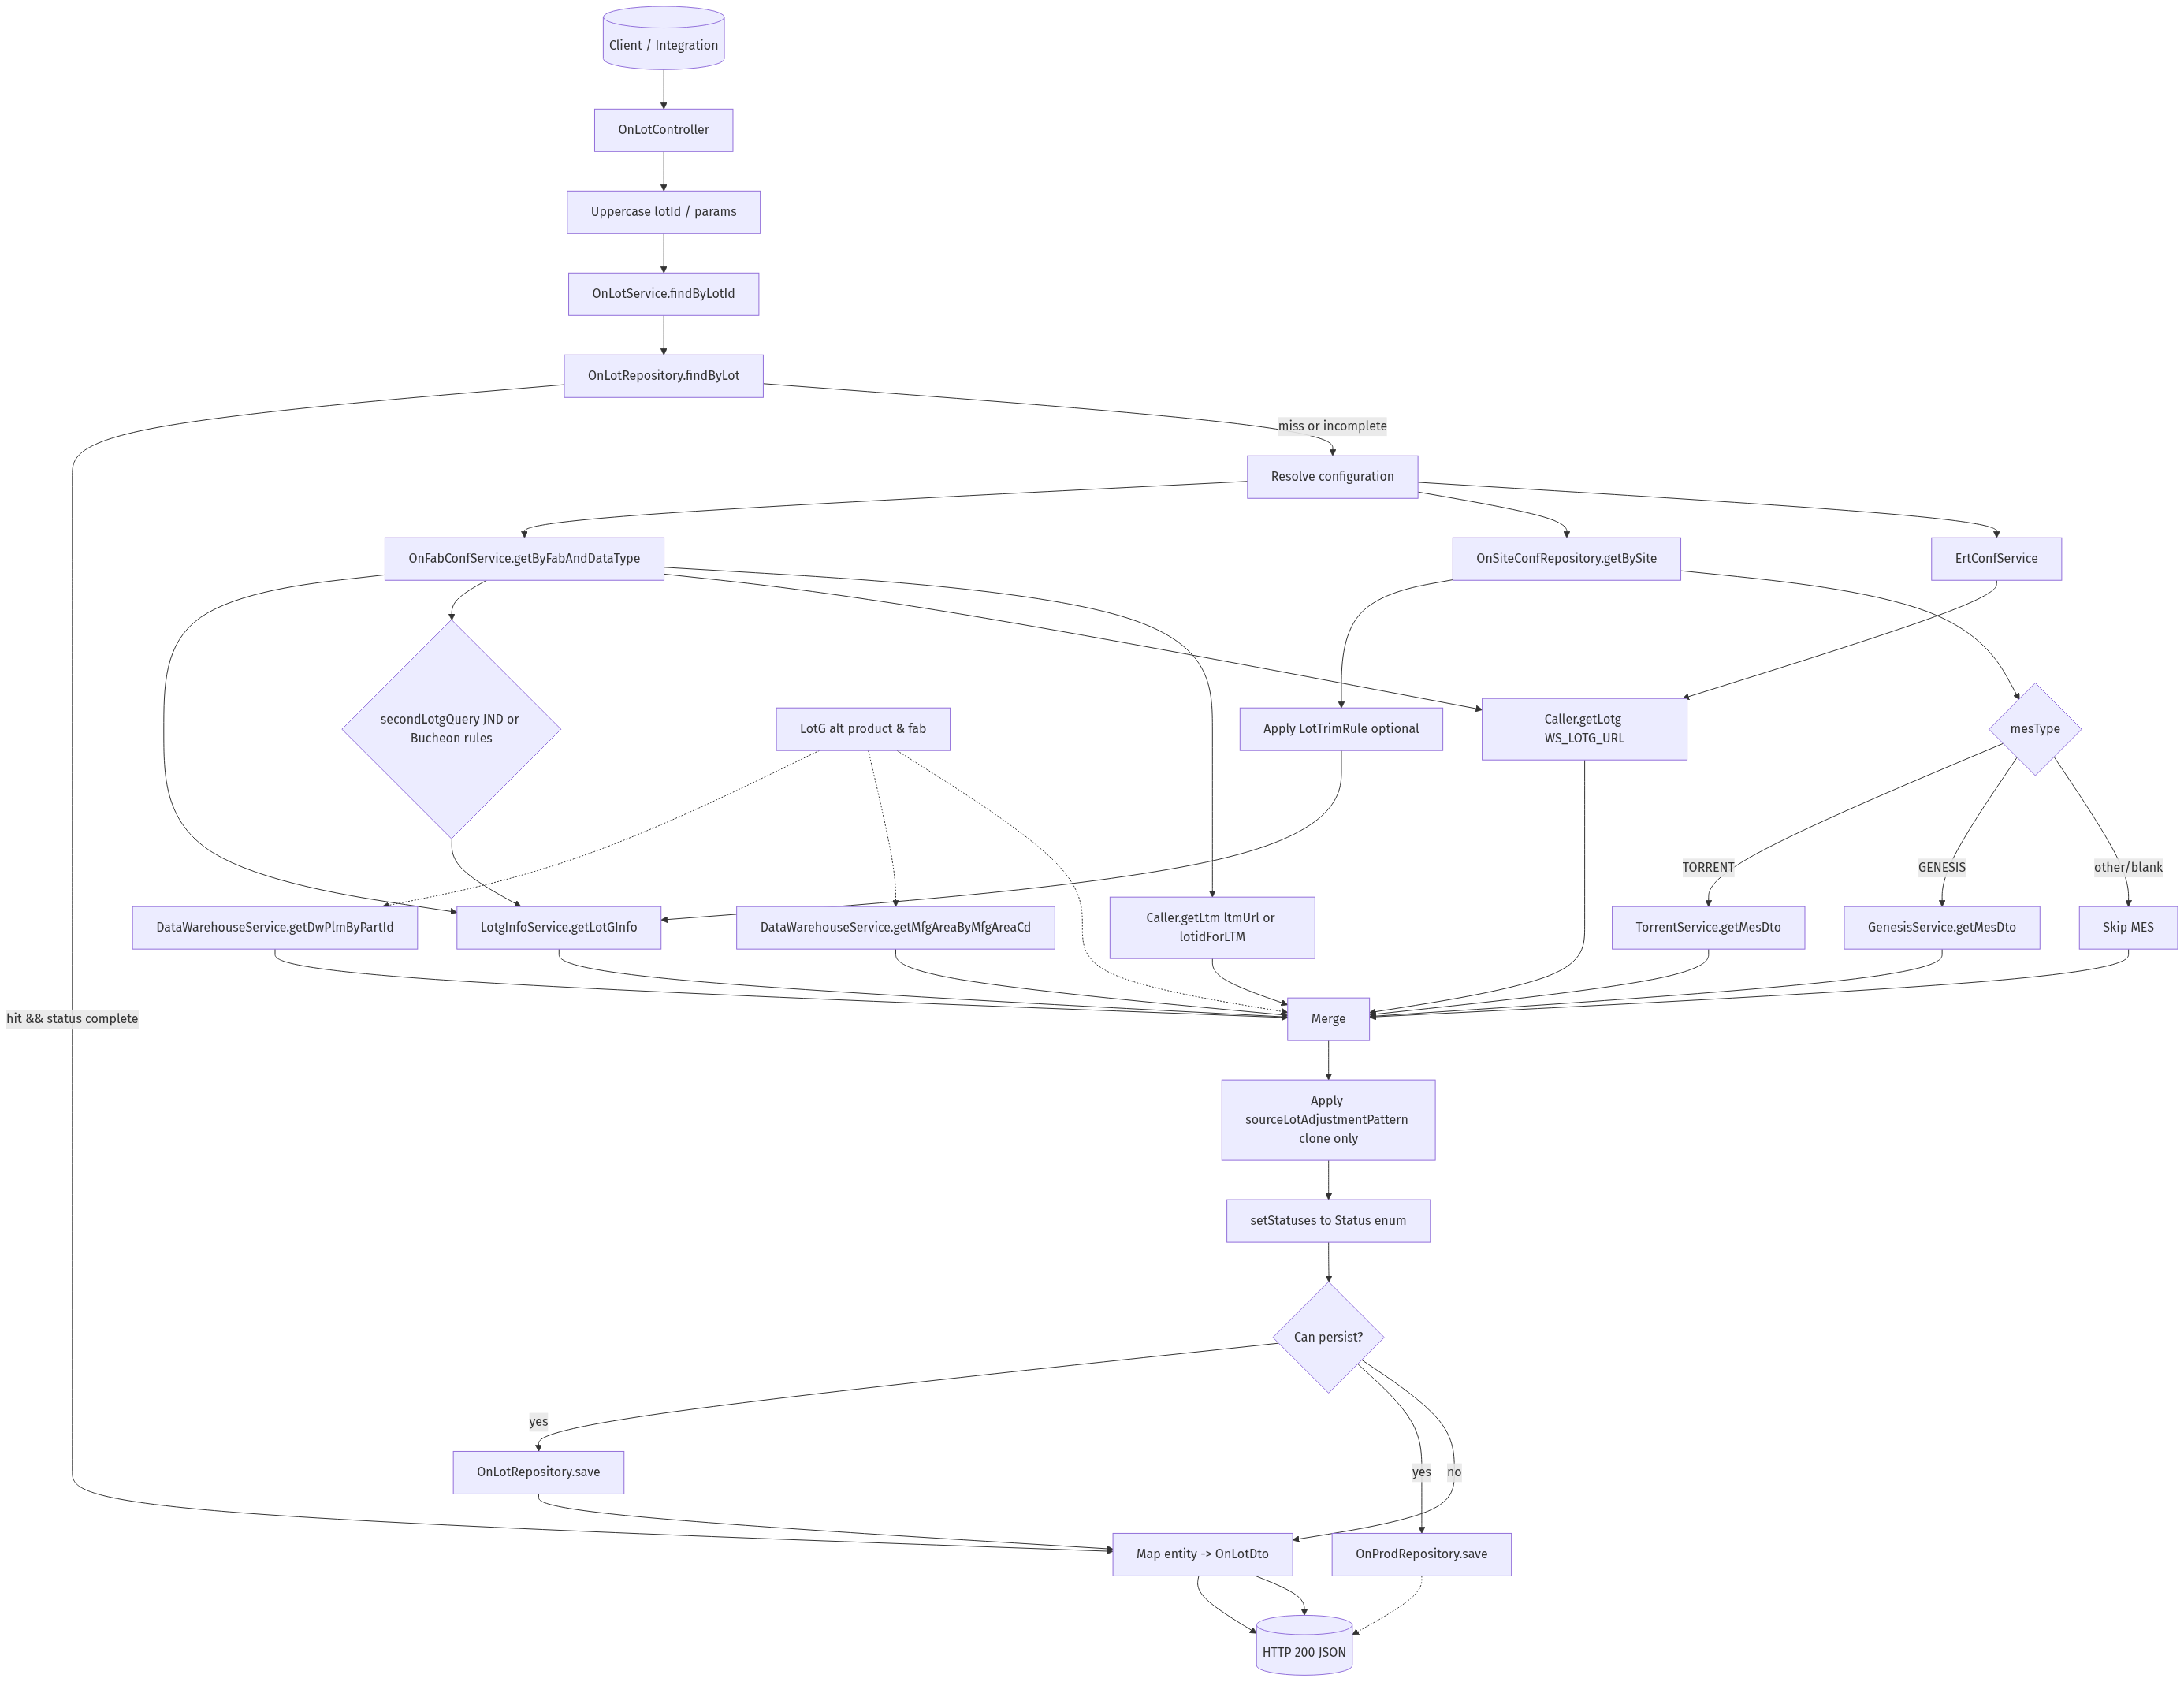 Client / Integration
OnLotController
Uppercase lotId / params
OnLotService.findByLotId
OnLotRepository.findByLot
miss or incomplete
Resolve configuration
OnFabConfService.getByFabAndDataType
OnSiteConfRepository.getBySite
ErtConfService
secondLotgQuery JND or
Bucheon rules
LotG alt product & fab
Apply LotTrimRule optional
Caller.getLotg
WS_LOTG_URL
mesType
TORRENT
GENESIS
other/blank
DataWarehouseService.getDwPlmByPartId
LotgInfoService.getLotGInfo
DataWarehouseService.getMfgAreaByMfgAreaCd
Caller.getLtm ltmUrl or
lotidForLTM
TorrentService.getMesDto
GenesisService.getMesDto
Skip MES
hit && status complete
Merge
Apply
sourceLotAdjustmentPattern
clone only
setStatuses to Status enum
Can persist?
yes
OnLotRepository.save
yes
no
Map entity -> OnLotDto
OnProdRepository.save
HTTP 200 JSON